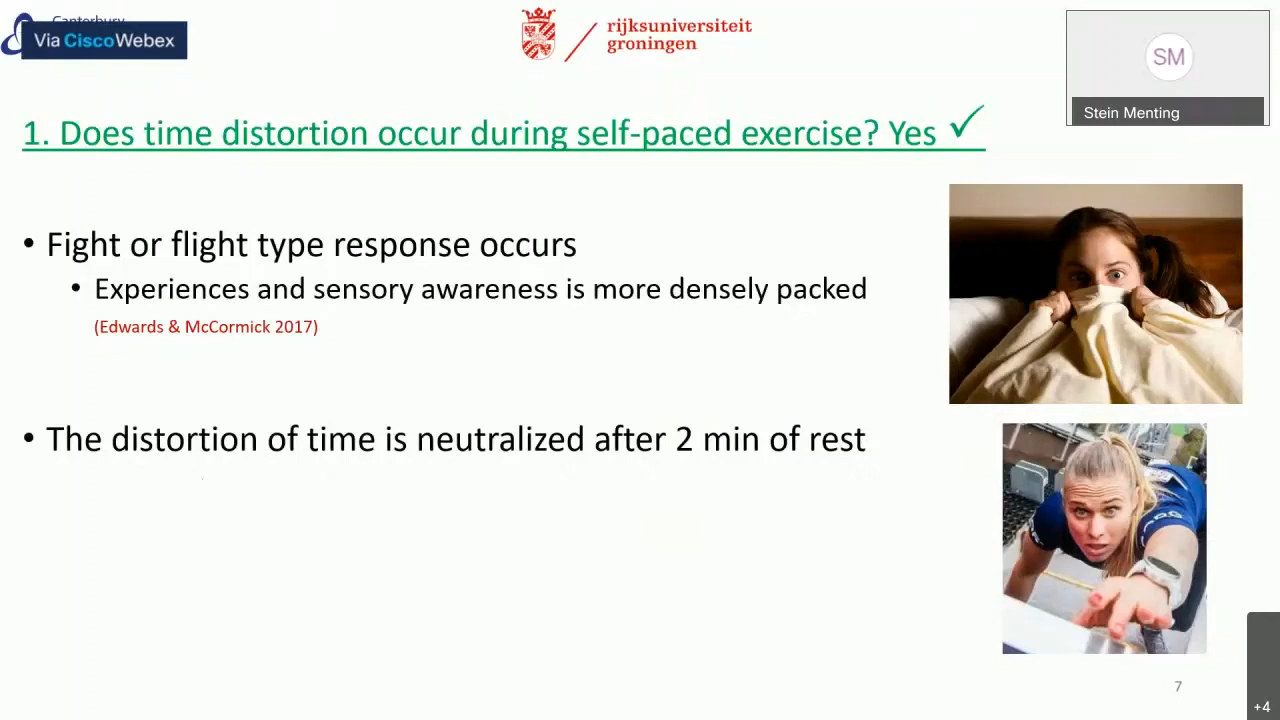 Canterbury
Via Cisco Webex
rijksuniversiteit
groningen
SM
Stein Menting
1. Does time distortion occur during self-paced exercise? Yes ✓
• Fight or flight type response occurs
• Experiences and sensory awareness is more densely packed
(Edwards & McCormick 2017)
• The distortion of time is neutralized after 2 min of rest
7
+4